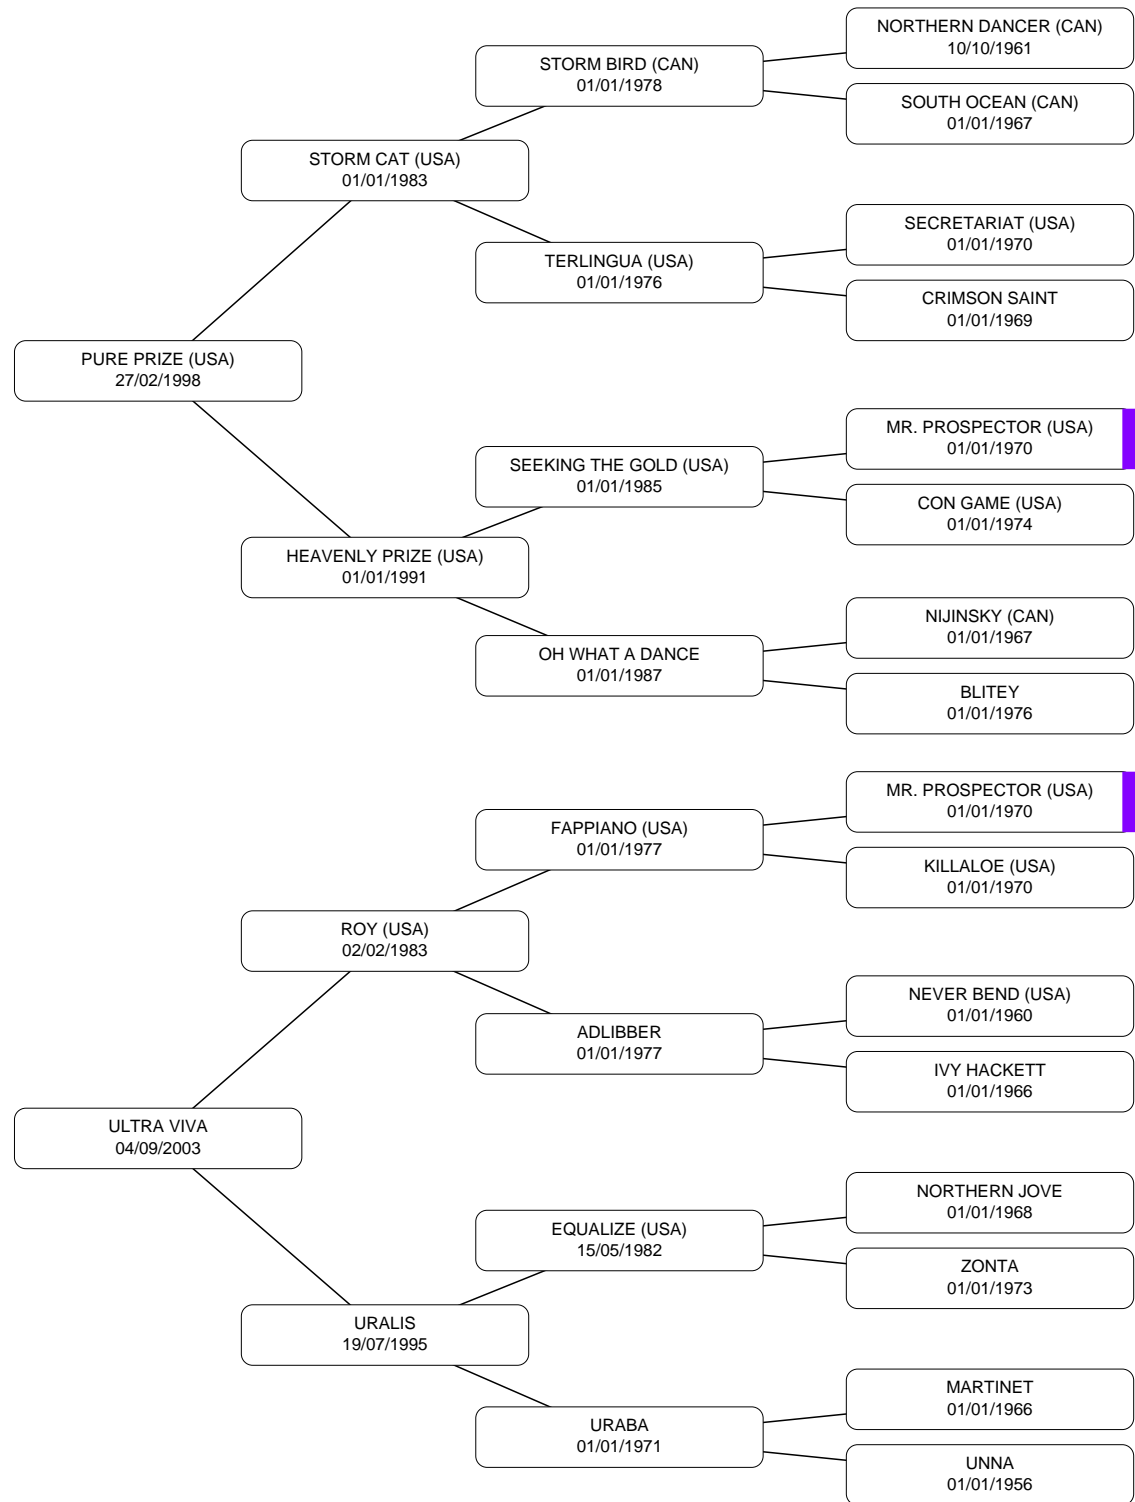 NORTHERN DANCER (CAN)
10/10/1961
STORM BIRD (CAN)
01/01/1978
SOUTH OCEAN (CAN)
01/01/1967
STORM CAT (USA)
01/01/1983
SECRETARIAT (USA)
01/01/1970
TERLINGUA (USA)
01/01/1976
CRIMSON SAINT
01/01/1969
PURE PRIZE (USA)
27/02/1998
MR. PROSPECTOR (USA)
01/01/1970
SEEKING THE GOLD (USA)
01/01/1985
CON GAME (USA)
01/01/1974
HEAVENLY PRIZE (USA)
01/01/1991
NIJINSKY (CAN)
01/01/1967
OH WHAT A DANCE
01/01/1987
BLITEY
01/01/1976
MR. PROSPECTOR (USA)
01/01/1970
FAPPIANO (USA)
01/01/1977
KILLALOE (USA)
01/01/1970
ROY (USA)
02/02/1983
NEVER BEND (USA)
01/01/1960
ADLIBBER
01/01/1977
IVY HACKETT
01/01/1966
ULTRA VIVA
04/09/2003
NORTHERN JOVE
01/01/1968
EQUALIZE (USA)
15/05/1982
ZONTA
01/01/1973
URALIS
19/07/1995
MARTINET
01/01/1966
URABA
01/01/1971
UNNA
01/01/1956